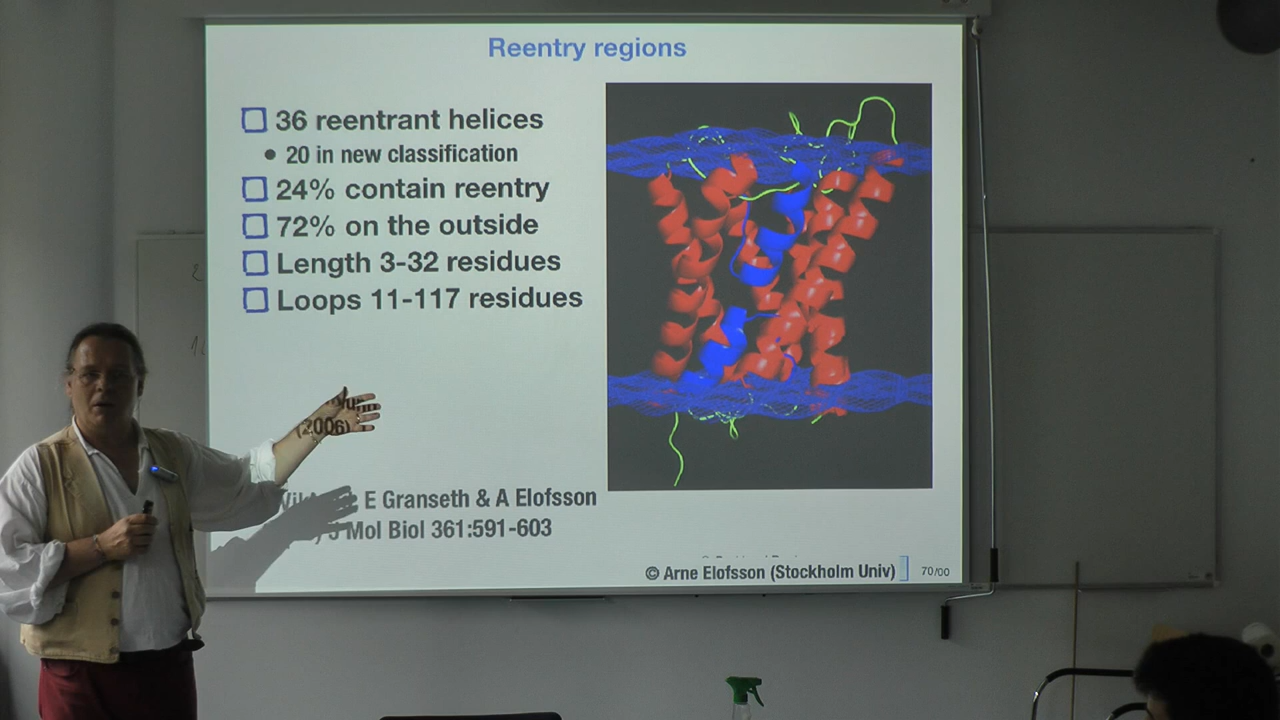 Reentry regions
36 reentrant helices
• 20 in new classification
24% contain reentry
72% on the outside
Length 3-32 residues
Loops 11-117 residues
E Granseth & A Elofsson
(2006)
J Mol Biol 361:591-603
© Arne Elofsson (Stockholm Univ)
70/00